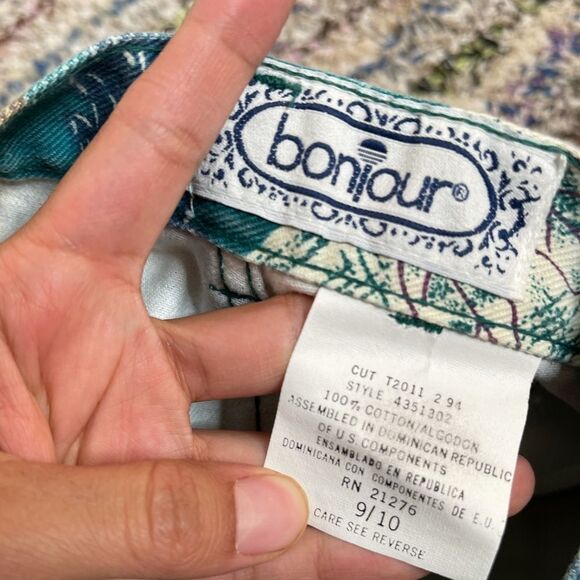 bonjour®
CUT T2011 2 94
STYLE 4351302
100% COTTON/ALGODON
ASSEMBLED IN DOMINICAN REPUBLIC
OF U.S COMPONENTS
ENSAMBLADO EN REPUBLICA
DOMINICANA CON COMPONENTES DE E.U.
RN 21276
9/10
CARE SEE REVERSE